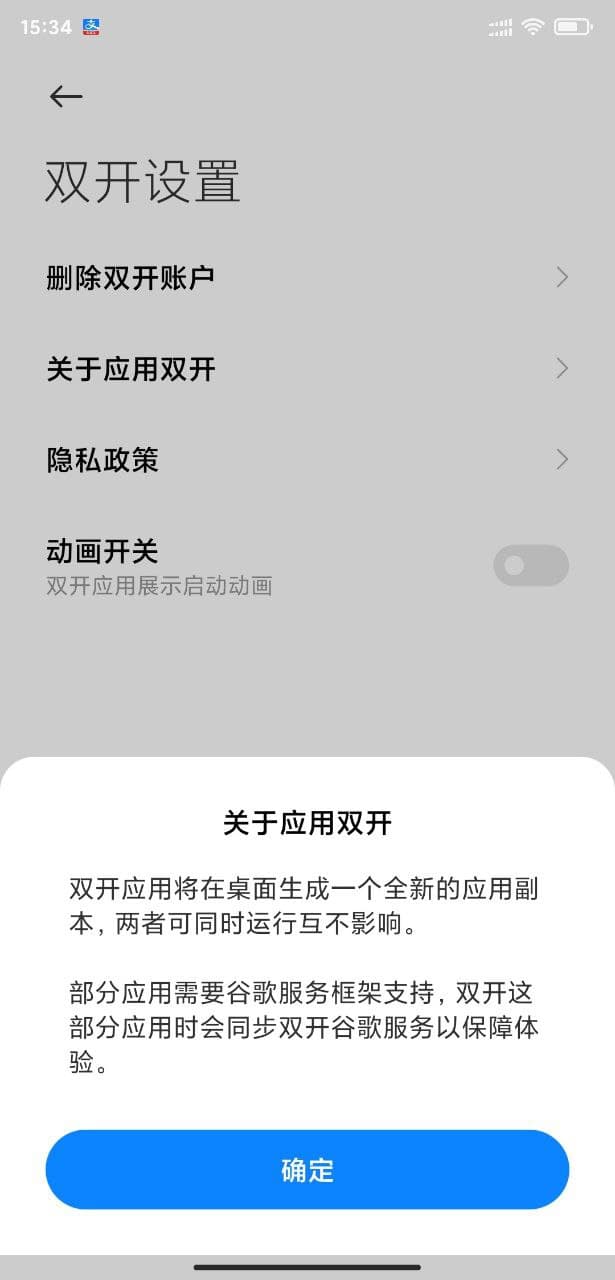 15:34
双开设置
删除双开账户
关于应用双开
隐私政策
动画开关
双开应用展示启动动画
关于应用双开
双开应用将在桌面生成一个全新的应用副
本，两者可同时运行互不影响。
部分应用需要谷歌服务框架支持，双开这
部分应用时会同步双开谷歌服务以保障体
验。
确定